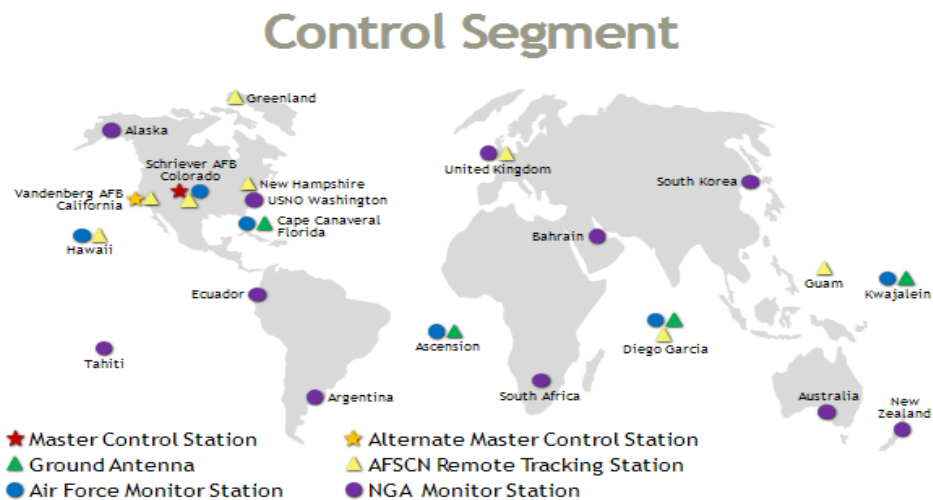 Control Segment
Greenland
Alaska
Schriever AFB
Colorado
United Kingdom
New Hampshire
South Korea
Vandenberg AFB
California
USNO Washington
Cape Canaveral
Florida
Bahrain
Hawaii
Guam
Ecuador
Kwajalein
Ascension
Diego Garcia
Tahiti
Argentina
South Africa
Australia
New
Zealand
Master Control Station
Alternate Master Control Station
Ground Antenna
AFSCN Remote Tracking Station
Air Force Monitor Station
NGA Monitor Station